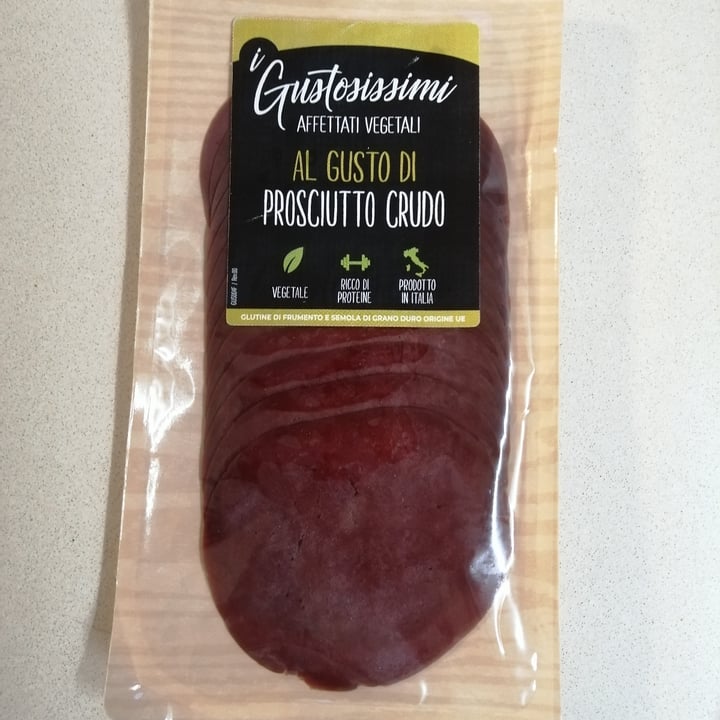 i Gustosissimi
AFFETTATI VEGETALI
AL GUSTO DI
PROSCIUTTO CRUDO
VEGETALE
RICCO DI
PROTEINE
PRODOTTO
IN ITALIA
GLUTINE DI FRUMENTO E SEMOLA DI GRANO DURO ORIGINE UE